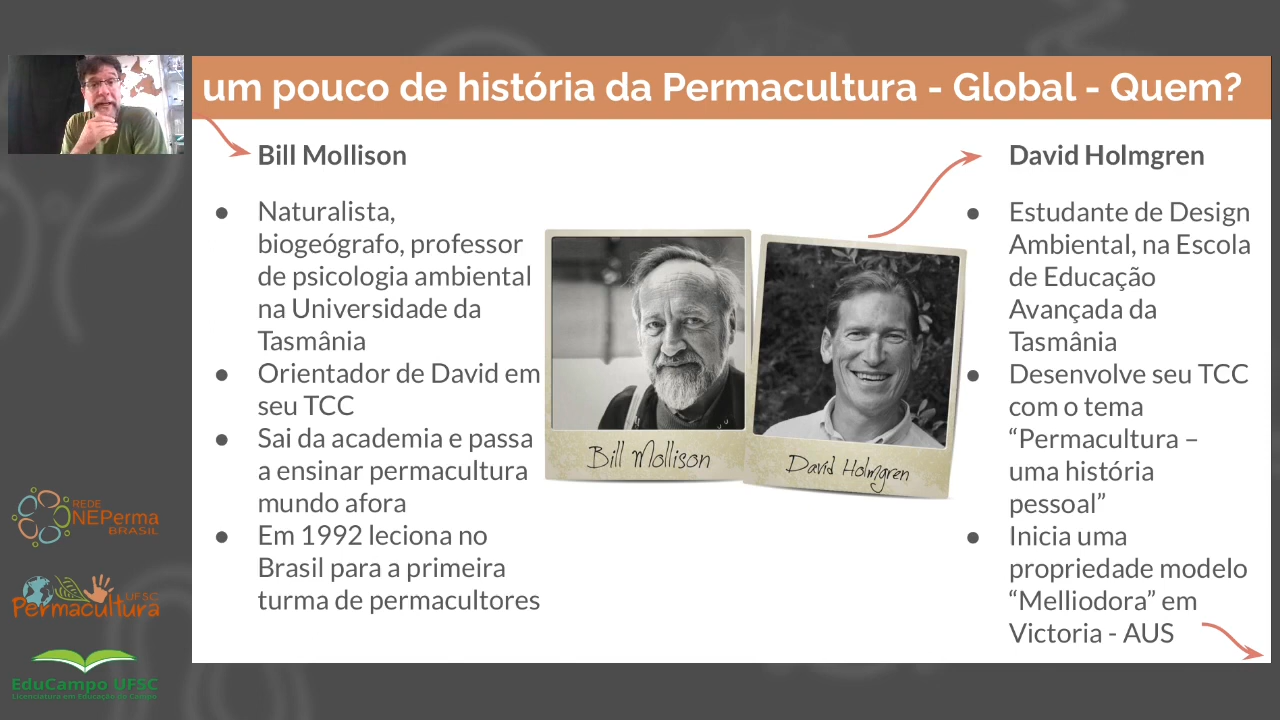 um pouco de história da Permacultura - Global - Quem?
Bill Mollison
● Naturalista,
biogeógrafo, professor
de psicologia ambiental
na Universidade da
Tasmânia
● Orientador de David em
seu TCC
● Sai da academia e passa
a ensinar permacultura
mundo afora
● Em 1992 leciona no
Brasil para a primeira
turma de permacultores
Bill Mollison
David Holmgren
David Holmgren
● Estudante de Design
Ambiental, na Escola
de Educação
Avançada da
Tasmânia
● Desenvolve seu TCC
com o tema
“Permacultura –
uma história
pessoal”
● Inicia uma
propriedade modelo
“Melliodora” em
Victoria - AUS
REDE
NEPerma
BRASIL
UFSC
Permacultura
EduCampo UFSC
Licenciatura em Educação do Campo